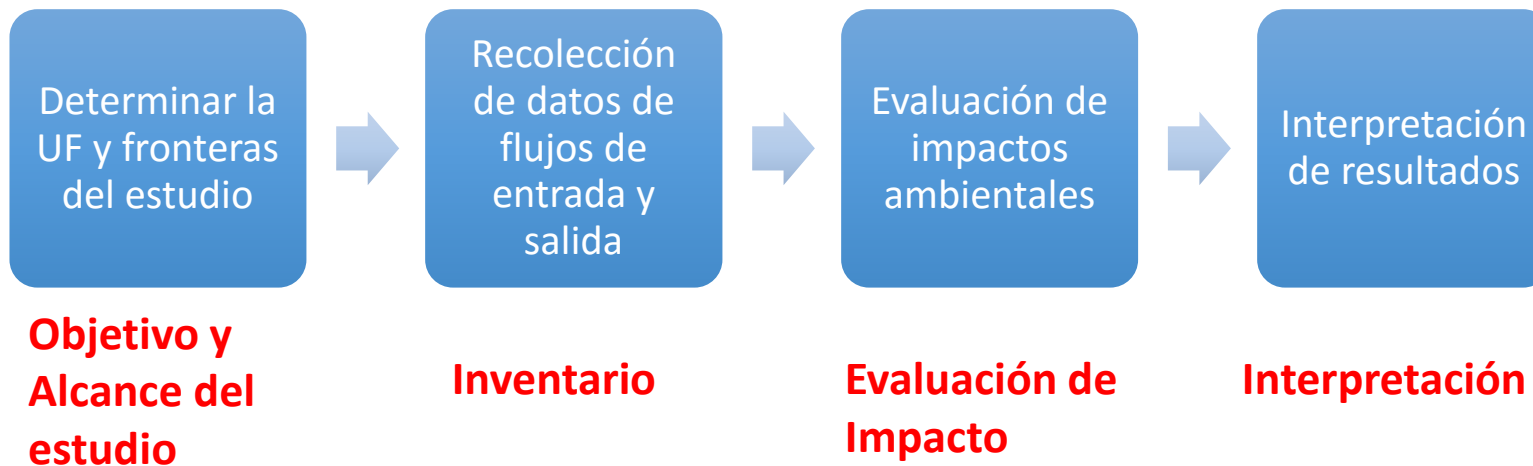 Determinar la
UF y fronteras
del estudio
Recolección
de datos de
flujos de
entrada y
salida
Evaluación de
impactos
ambientales
Interpretación
de resultados
Objetivo y
Alcance del
estudio
Inventario
Evaluación de
Impacto
Interpretación